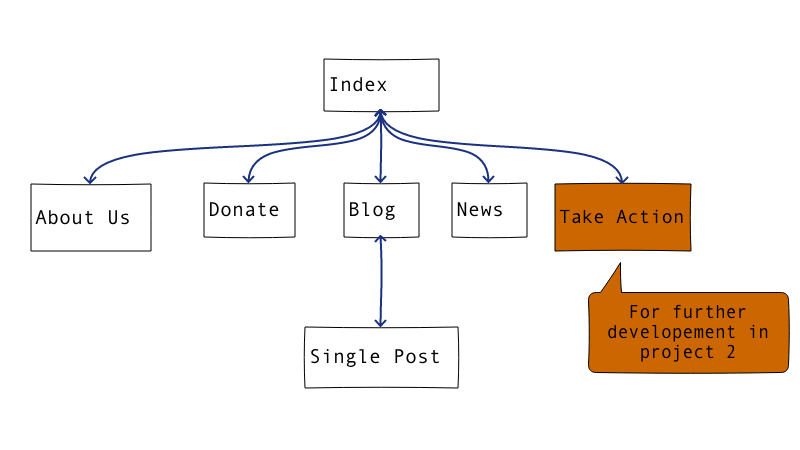 Index
About Us
Donate
Blog
News
Take Action
For further
developement in
project 2
Single Post